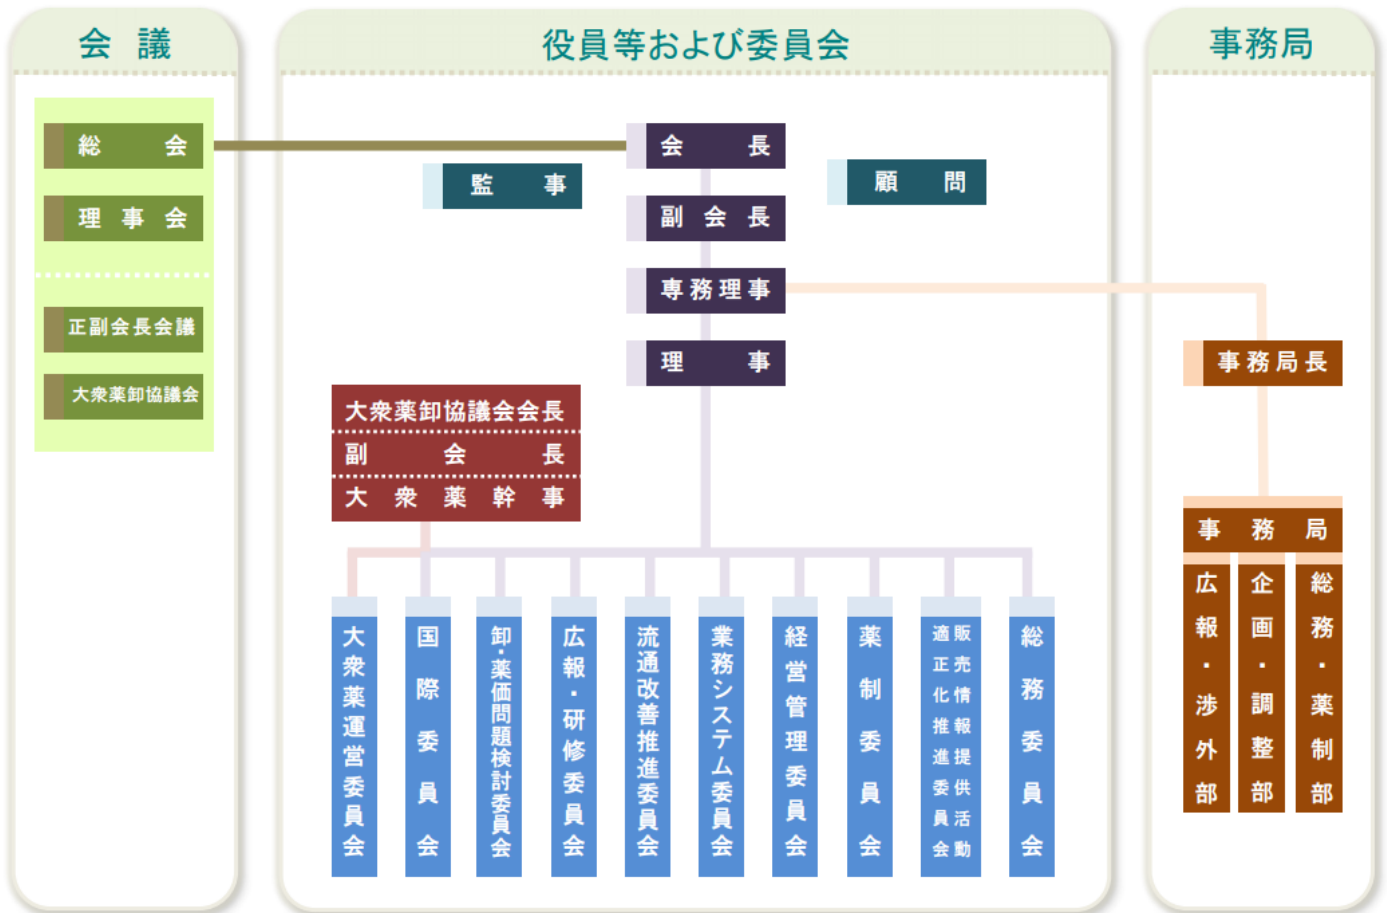 会議
総会
理事会
正副会長会議
大衆薬卸協議会
役員等および委員会
会長
監事
顧問
副会長
専務理事
理事
大衆薬卸協議会会長
副会長
大衆薬幹事
大衆薬運営委員会
国際委員会
卸・薬価問題検討委員会
広報・研修委員会
流通改善推進委員会
業務システム委員会
経営管理委員会
薬制委員会
販売情報提供活動
適正化推進委員会
総務委員会
事務局
事務局長
事務局
広報・渉外部
企画・調整部
総務・薬制部